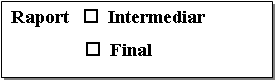 Raport ☐ Intermediar
☐ Final